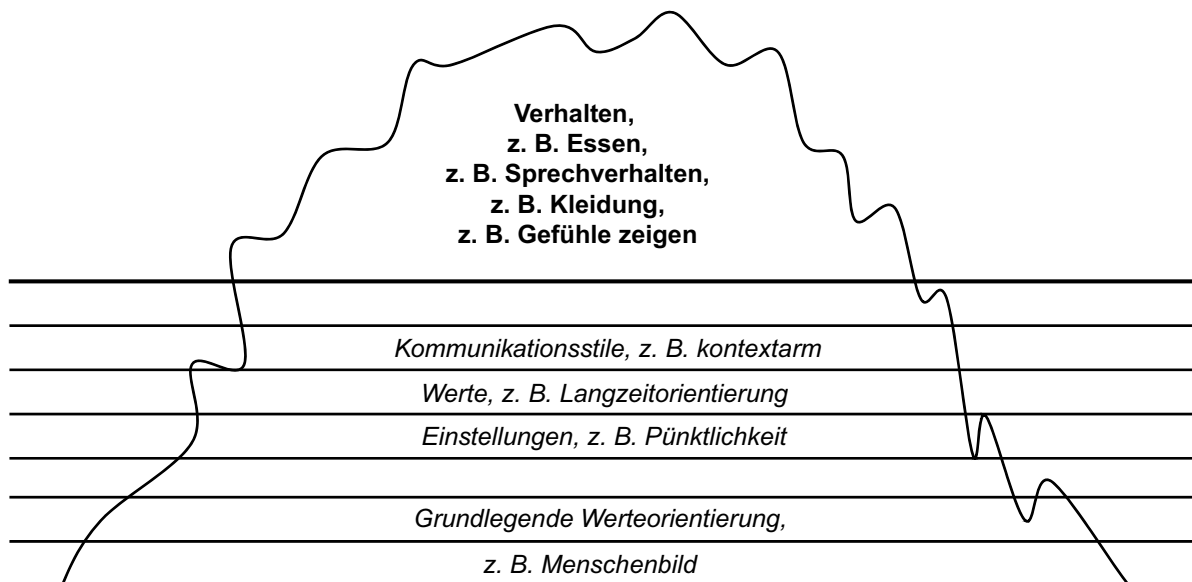 Verhalten,
z. B. Essen,
z. B. Sprechverhalten,
z. B. Kleidung,
z. B. Gefühle zeigen
Kommunikationsstile, z. B. kontextarm
Werte, z. B. Langzeitorientierung
Einstellungen, z. B. Pünktlichkeit
Grundlegende Werteorientierung,
z. B. Menschenbild